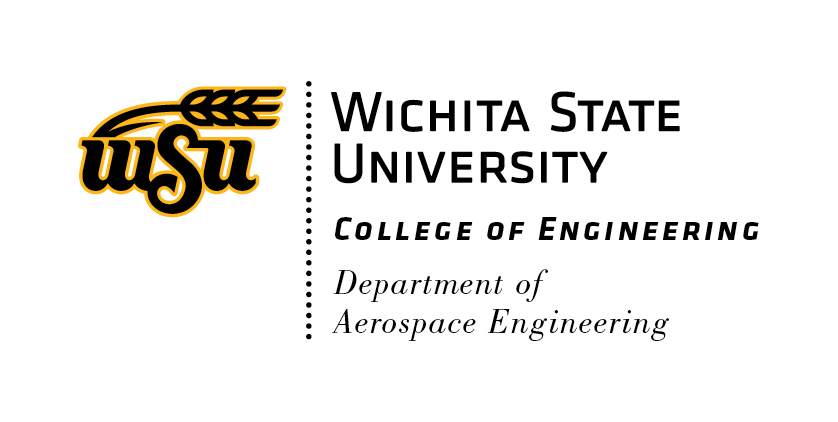 WSU
WICHITA STATE
UNIVERSITY
COLLEGE OF ENGINEERING
Department of
Aerospace Engineering